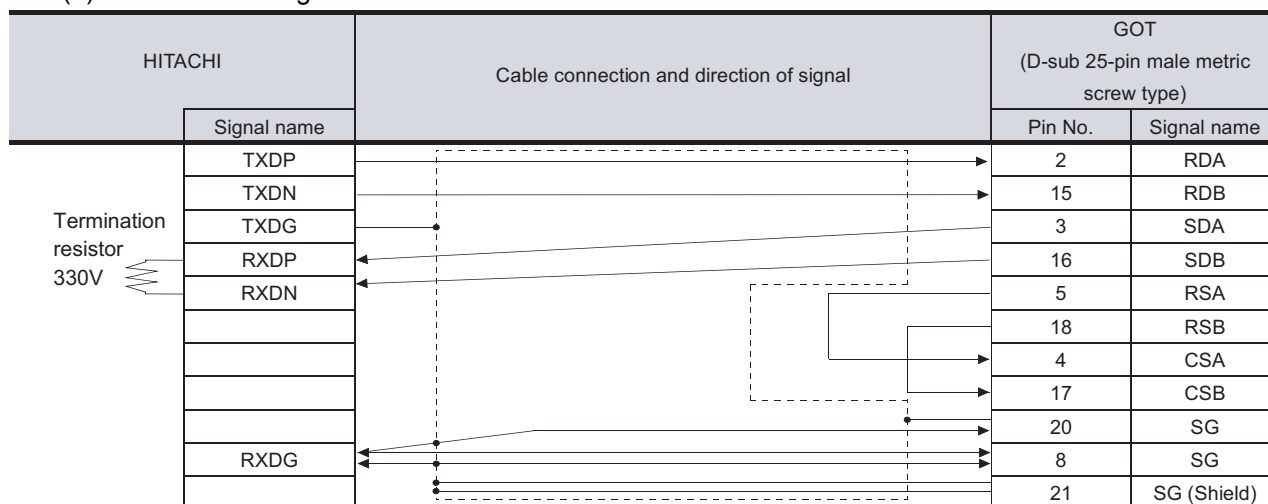 HITACHI
Cable connection and direction of signal
GOT
(D-sub 25-pin male metric
screw type)
Signal name
Pin No.
Signal name
TXDP
2
RDA
TXDN
15
RDB
TXDG
3
SDA
Termination
resistor
330V
RXDP
16
SDB
RXDN
5
RSA
18
RSB
4
CSA
17
CSB
20
SG
RXDG
8
SG
21
SG (Shield)